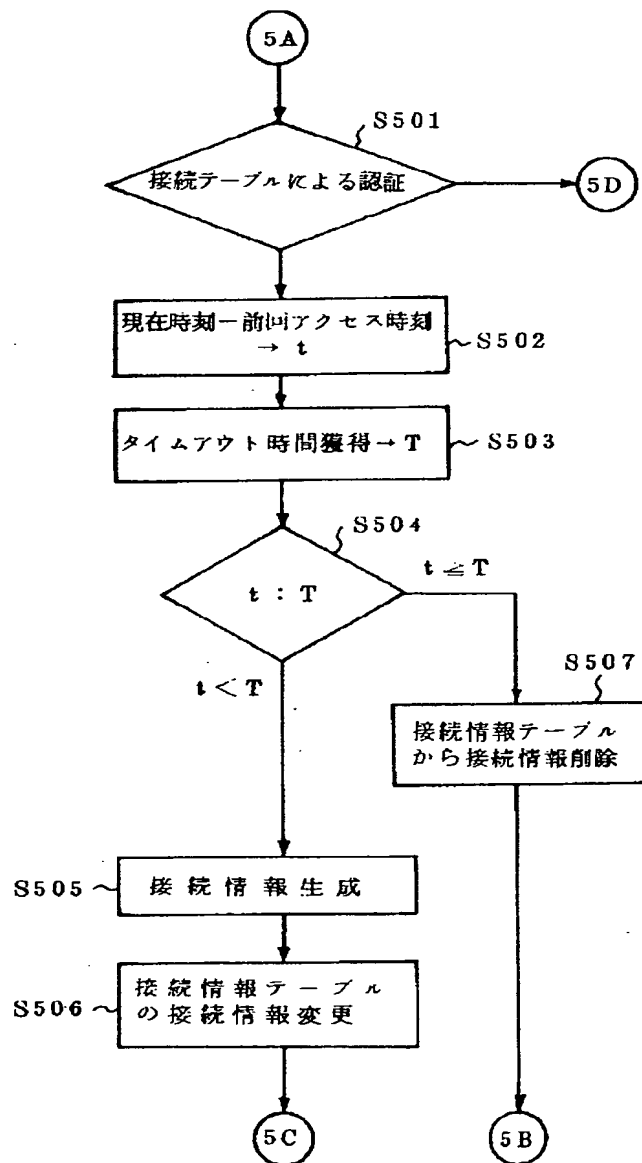 5A
S501
接続テーブルによる認証
5D
現在時刻－前回アクセス時刻
→ t
S502
タイムアウト時間獲得→T
S503
S504
t : T
t≦T
t<T
S507
接続情報テーブル
から接続情報削除
S505
接続情報生成
接続情報テーブル
の接続情報変更
S506
5C
5B